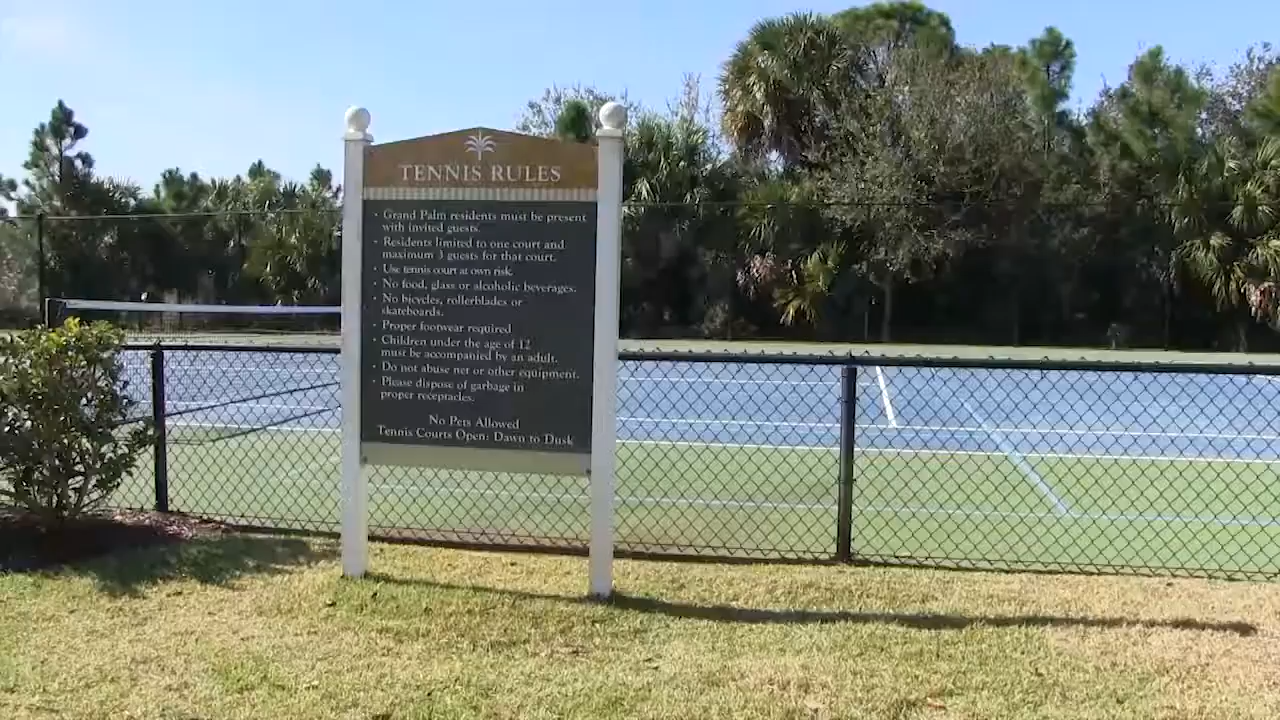 TENNIS RULES
• Grand Palm residents must be present
with invited guests.
• Residents limited to one court and
maximum 3 guests for that court.
• Use tennis court at own risk.
• No food, glass or alcoholic beverages.
• No bicycles, rollerblades or
skateboards.
• Proper footwear required
• Children under the age of 12
must be accompanied by an adult.
• Do not abuse net or other equipment.
• Please dispose of garbage in
proper receptacles.
No Pets Allowed
Tennis Courts Open: Dawn to Dusk